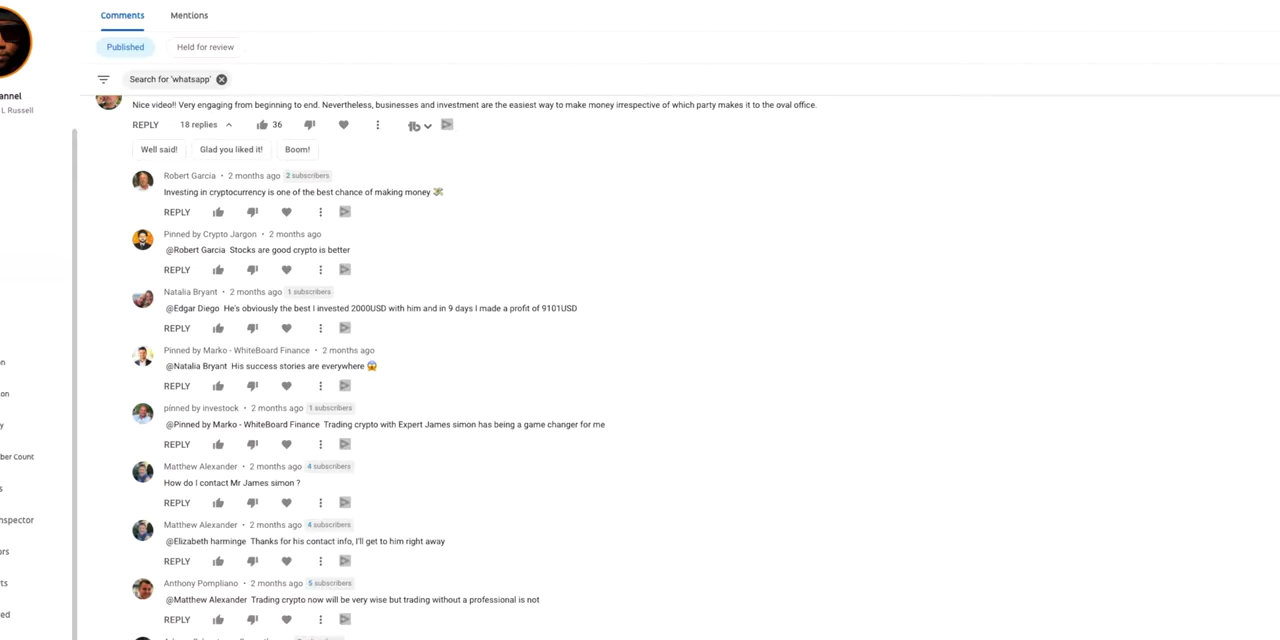 Comments Mentions
Published Held for review
Search for 'whatsapp'
annel
L Russell
Nice video!! Very engaging from beginning to end. Nevertheless, businesses and investment are the easiest way to make money irrespective of which party makes it to the oval office.
REPLY 18 replies 36
Well said! Glad you liked it! Boom!
Robert Garcia • 2 months ago 2 subscribers
Investing in cryptocurrency is one of the best chance of making money 💸
REPLY
Pinned by Crypto Jargon • 2 months ago
@Robert Garcia Stocks are good crypto is better
REPLY
Natalia Bryant • 2 months ago 1 subscribers
@Edgar Diego He's obviously the best I invested 2000USD with him and in 9 days I made a profit of 9101USD
REPLY
Pinned by Marko - WhiteBoard Finance • 2 months ago
@Natalia Bryant His success stories are everywhere 😱
REPLY
on
pinned by investock • 2 months ago 1 subscribers
@Pinned by Marko - WhiteBoard Finance Trading crypto with Expert James simon has being a game changer for me
y
REPLY
ber Count
Matthew Alexander • 2 months ago 4 subscribers
How do I contact Mr James simon ?
s
REPLY
nspector
Matthew Alexander • 2 months ago 4 subscribers
@Elizabeth harminge Thanks for his contact info, I'll get to him right away
ors
REPLY
ts
Anthony Pompliano • 2 months ago 5 subscribers
@Matthew Alexander Trading crypto now will be very wise but trading without a professional is not
ed
REPLY